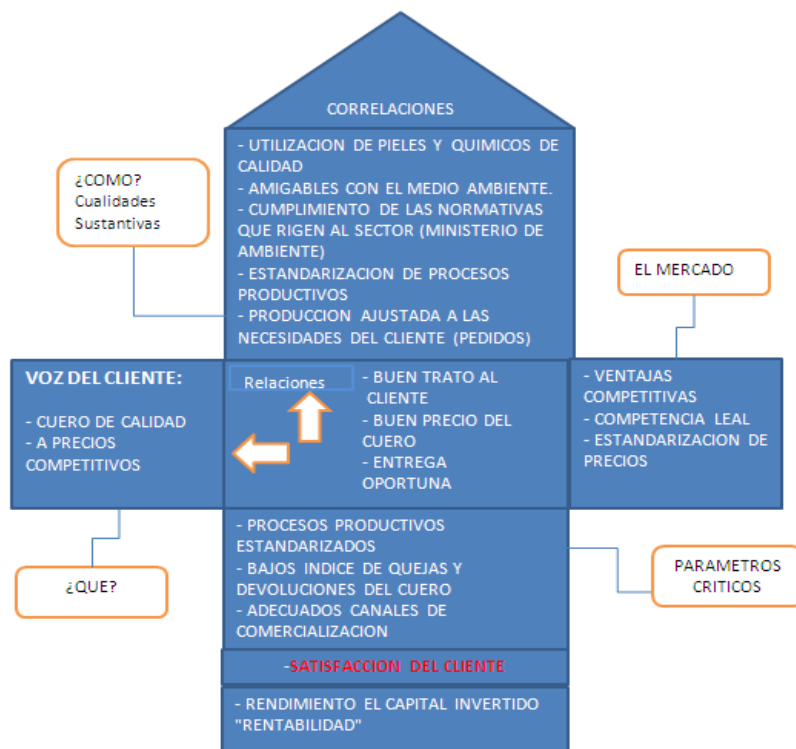 CORRELACIONES
¿COMO?
Cualidades
Sustantivas
- UTILIZACION DE PIELES Y QUIMICOS DE
CALIDAD
- AMIGABLES CON EL MEDIO AMBIENTE.
- CUMPLIMIENTO DE LAS NORMATIVAS
QUE RIGEN AL SECTOR (MINISTERIO DE
AMBIENTE)
- ESTANDARIZACION DE PROCESOS
PRODUCTIVOS
- PRODUCCION AJUSTADA A LAS
NECESIDADES DEL CLIENTE (PEDIDOS)
EL MERCADO
VOZ DEL CLIENTE:
- CUERO DE CALIDAD
- A PRECIOS
COMPETITIVOS
Relaciones
- BUEN TRATO AL
CLIENTE
- BUEN PRECIO DEL
CUERO
- ENTREGA
OPORTUNA
- VENTAJAS
COMPETITIVAS
- COMPETENCIA LEAL
- ESTANDARIZACION DE
PRECIOS
¿QUE?
- PROCESOS PRODUCTIVOS
ESTANDARIZADOS
- BAJOS INDICE DE QUEJAS Y
DEVOLUCIONES DEL CUERO
- ADECUADOS CANALES DE
COMERCIALIZACION
PARAMETROS
CRITICOS
-SATISFACCION DEL CLIENTE
- RENDIMIENTO EL CAPITAL INVERTIDO
"RENTABILIDAD"